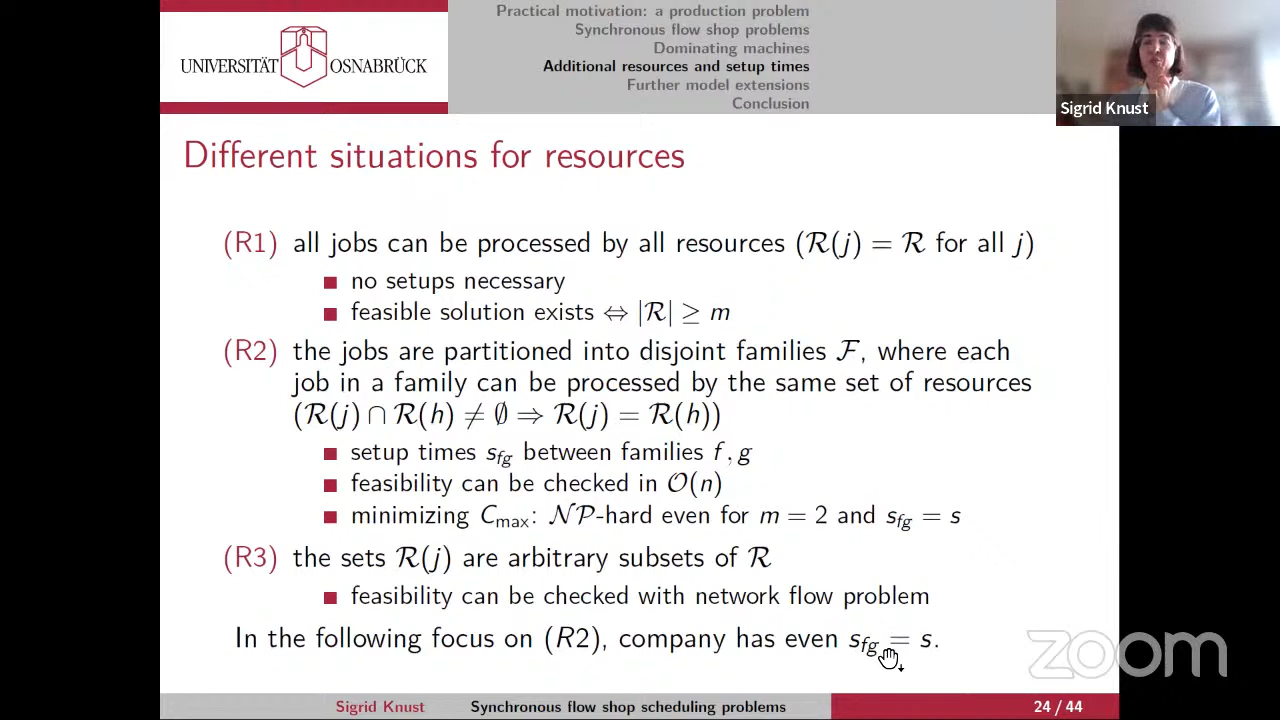 Practical motivation: a production problem
Synchronous flow shop problems
Dominating machines
Additional resources and setup times
Further model extensions
Conclusion
UNIVERSITÄT OSNABRÜCK
Sigrid Knust
Different situations for resources
(R1) all jobs can be processed by all resources (ℛ(j) = ℛ for all j)
■ no setups necessary
■ feasible solution exists ⇔ |ℛ| ≥ m
(R2) the jobs are partitioned into disjoint families ℱ, where each
job in a family can be processed by the same set of resources
(ℛ(j) ∩ ℛ(h) ≠ ∅ ⇒ ℛ(j) = ℛ(h))
■ setup times s_fg between families f, g
■ feasibility can be checked in 𝒪(n)
■ minimizing C_max: 𝒩𝒫-hard even for m = 2 and s_fg = s
(R3) the sets ℛ(j) are arbitrary subsets of ℛ
■ feasibility can be checked with network flow problem
In the following focus on (R2), company has even s_fg = s.
zoom
Sigrid Knust Synchronous flow shop scheduling problems 24 / 44